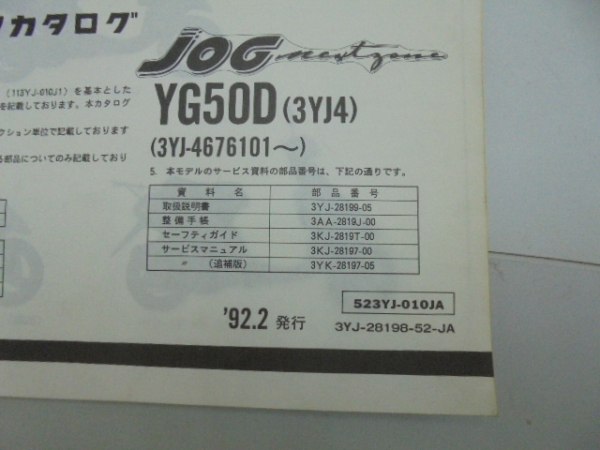 ツカタログ
JOG nextzone
YG50D (3YJ4)
(3YJ-4676101～)
(113YJ-010J1) を基本とした
を記載しております。本カタログ
クション単位で記載しております
る部品についてのみ記載しており
5. 本モデルのサービス資料の部品番号は、下記の通りです。
資料名 部品番号
取扱説明書 3YJ-28199-05
整備手帳 3AA-2819J-00
セーフティガイド 3KJ-2819T-00
サービスマニュアル 3KJ-28197-00
〃 (追補版) 3YK-28197-05
'92.2 発行
523YJ-010JA
3YJ-28198-52-JA